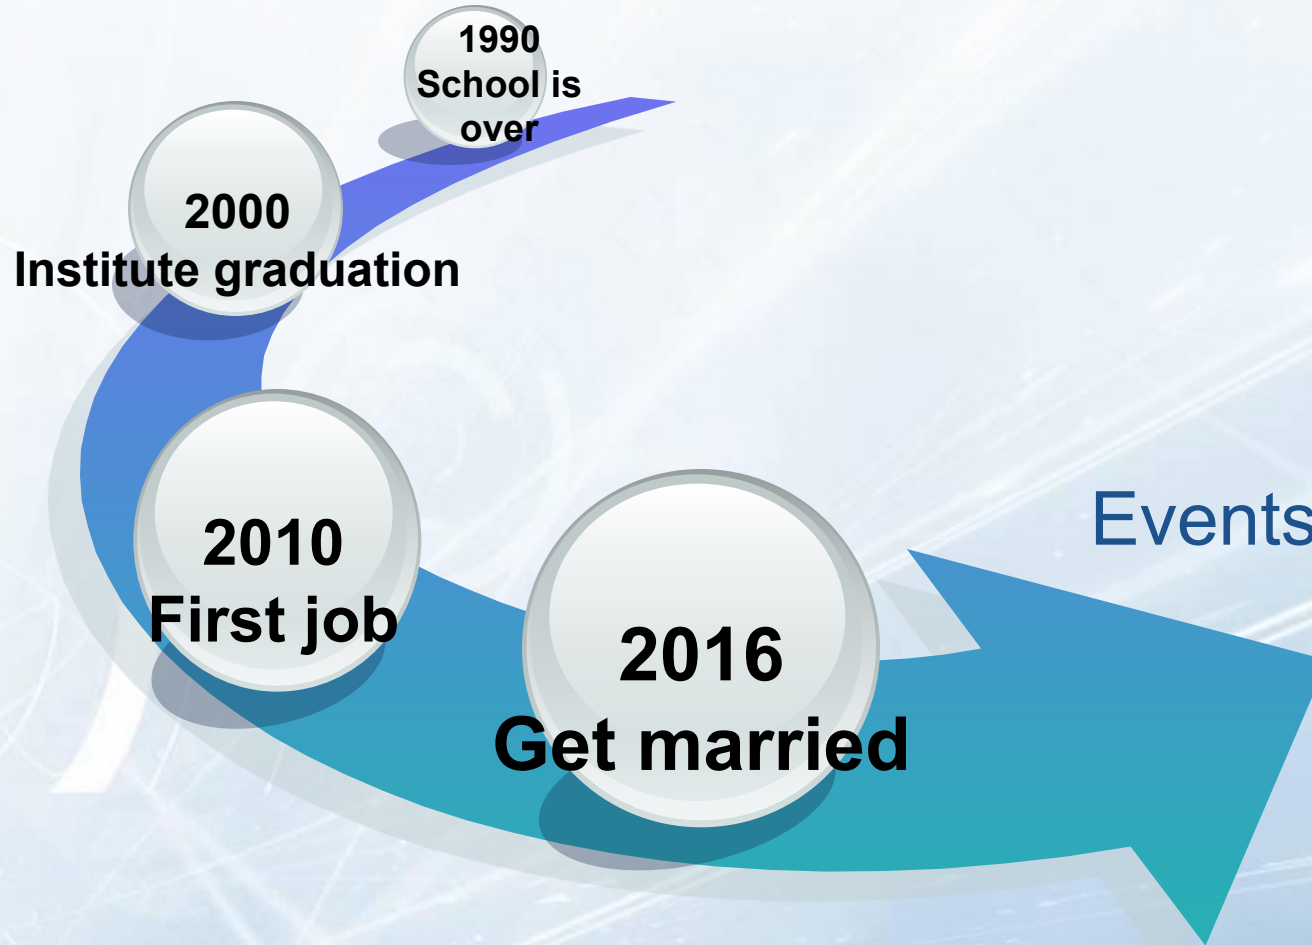 1990
School is
over
2000
Institute graduation
2010
First job
2016
Get married
Events